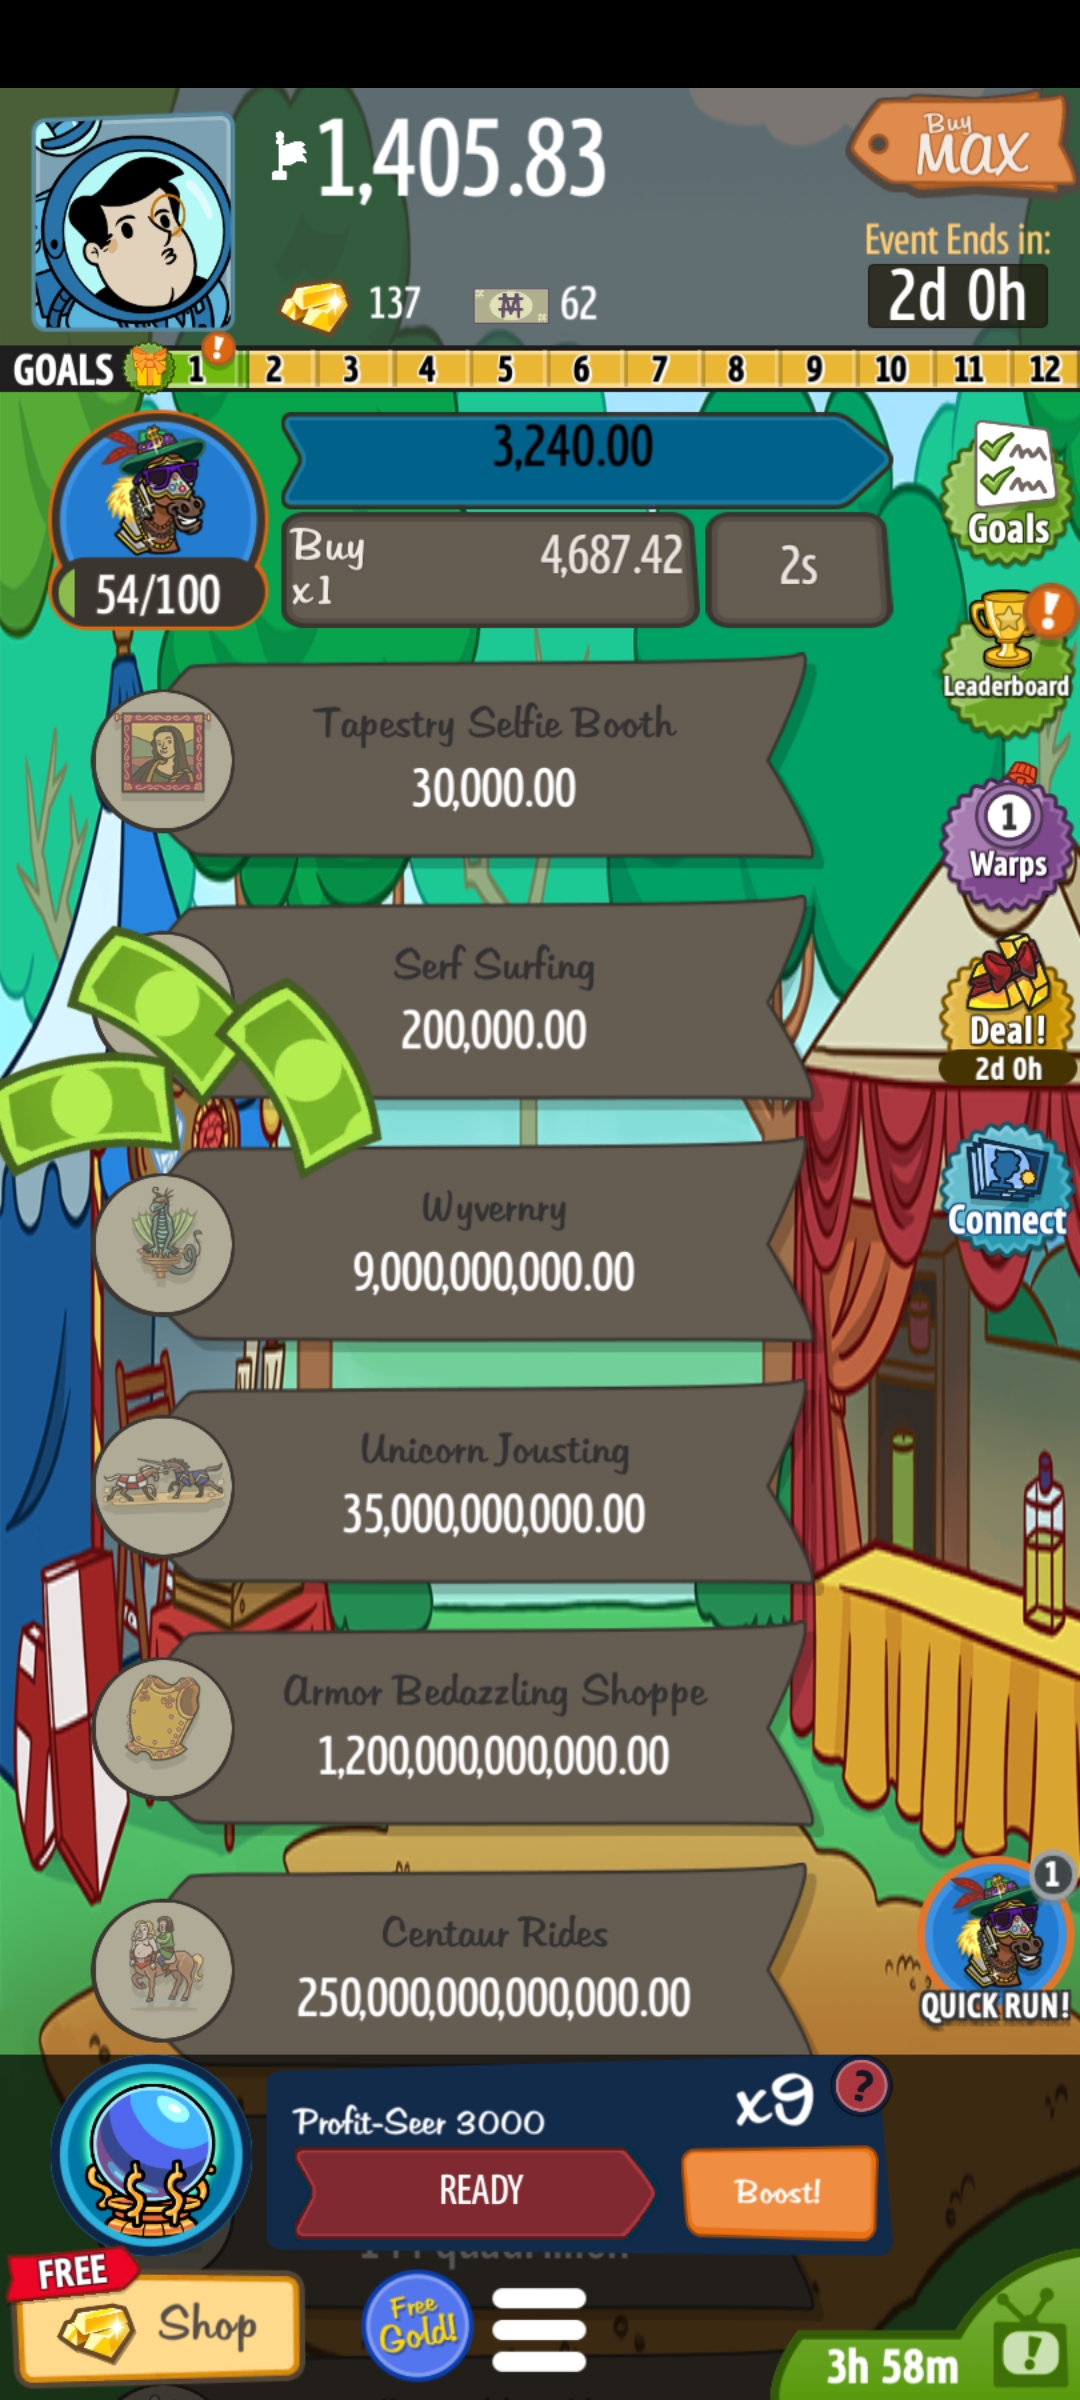 1,405.83
Buy
MAX
Event Ends in:
2d 0h
137
62
GOALS 1 ! 2 3 4 5 6 7 8 9 10 11 12
3,240.00
54/100
Buy
x1
4,687.42
2s
Goals
!
Leaderboard
Tapestry Selfie Booth
30,000.00
1
Warps
Serf Surfing
200,000.00
Deal!
2d 0h
Wyvernry
9,000,000,000.00
Connect
Unicorn Jousting
35,000,000,000.00
Armor Bedazzling Shoppe
1,200,000,000,000.00
Centaur Rides
250,000,000,000,000.00
1
QUICK RUN!
Profit-Seer 3000
x9
?
READY
Boost!
FREE
Shop
Free
Gold!
3h 58m
!